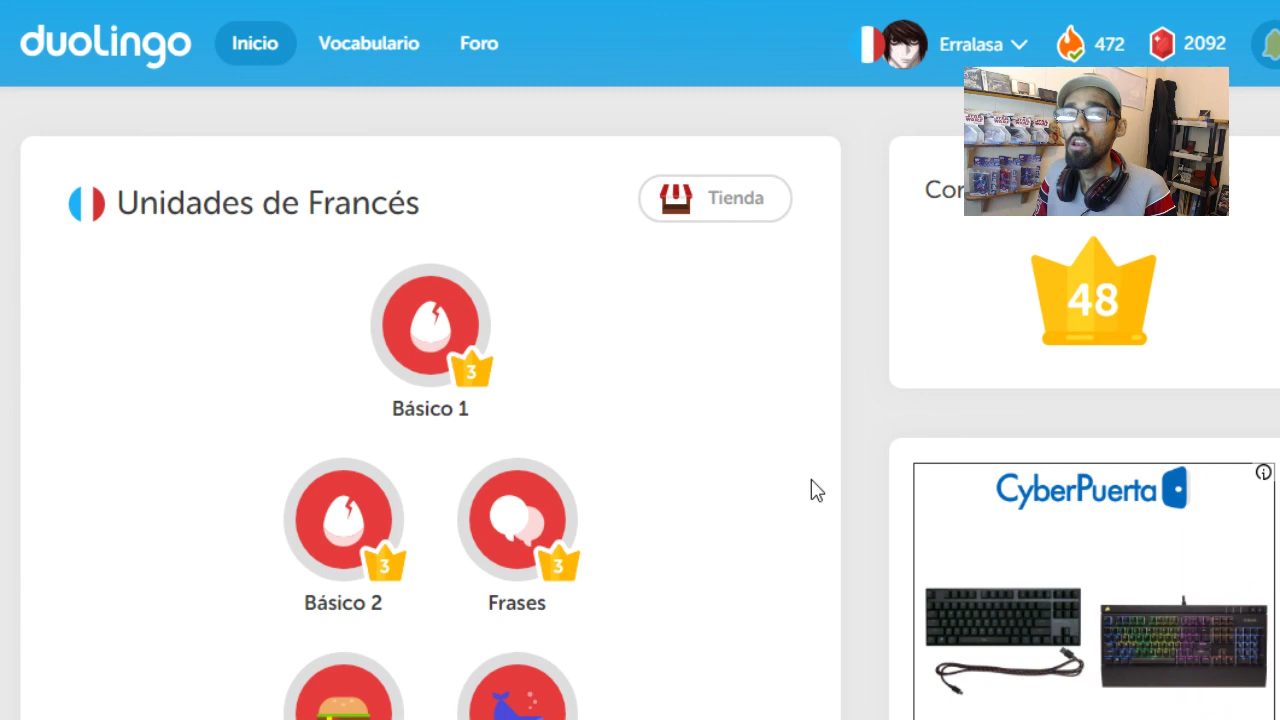 duolingo
Inicio
Vocabulario
Foro
Erralasa
472
2092
Unidades de Francés
Tienda
3
Básico 1
3
Básico 2
3
Frases
48
CyberPuerta